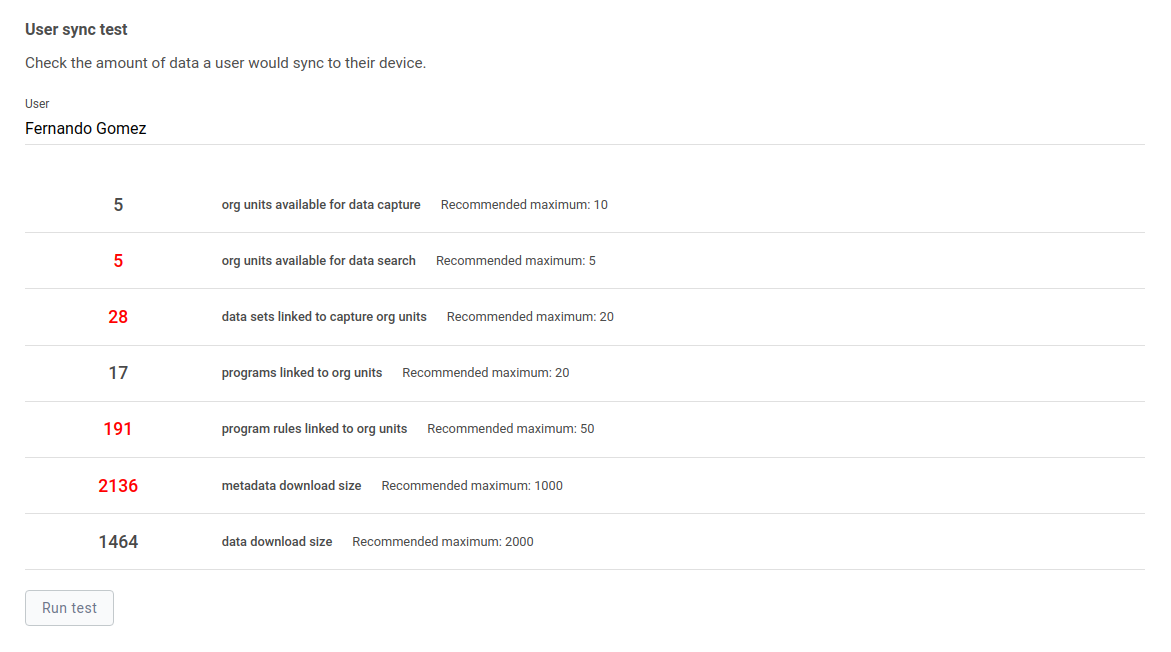 User sync test
Check the amount of data a user would sync to their device.
User
Fernando Gomez
5 org units available for data capture Recommended maximum: 10
5 org units available for data search Recommended maximum: 5
28 data sets linked to capture org units Recommended maximum: 20
17 programs linked to org units Recommended maximum: 20
191 program rules linked to org units Recommended maximum: 50
2136 metadata download size Recommended maximum: 1000
1464 data download size Recommended maximum: 2000
Run test